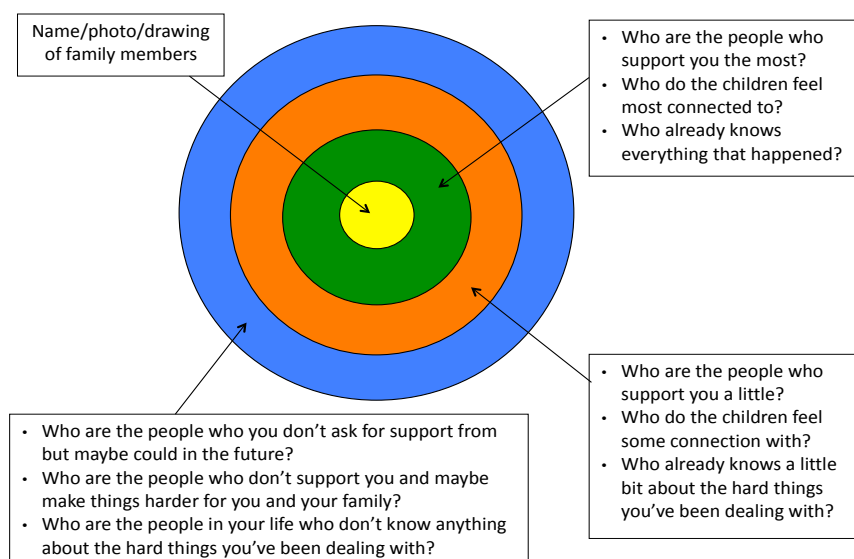 Name/photo/drawing
of family members
• Who are the people who
support you the most?
• Who do the children feel
most connected to?
• Who already knows
everything that happened?
• Who are the people who
support you a little?
• Who do the children feel
some connection with?
• Who already knows a little
bit about the hard things
you’ve been dealing with?
• Who are the people who you don’t ask for support from
but maybe could in the future?
• Who are the people who don’t support you and maybe
make things harder for you and your family?
• Who are the people in your life who don’t know anything
about the hard things you’ve been dealing with?